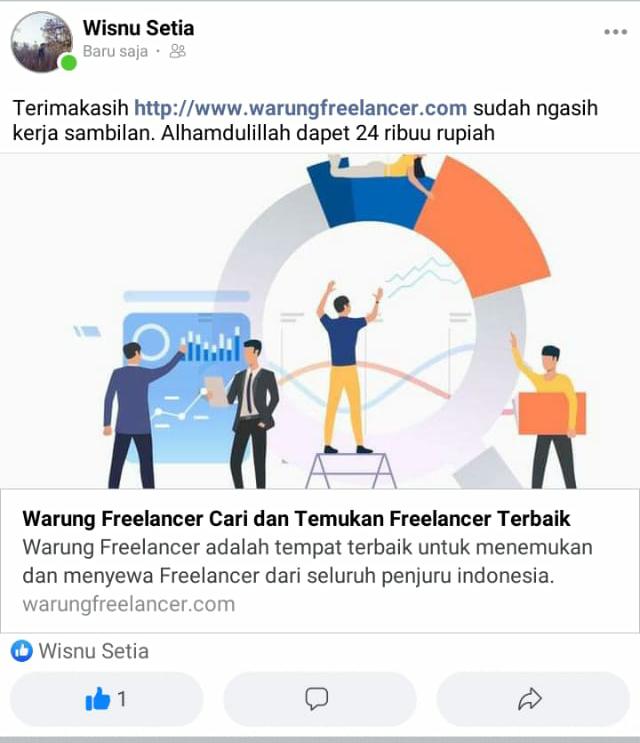 Wisnu Setia
Baru saja ·
Terimakasih http://www.warungfreelancer.com sudah ngasih
kerja sambilan. Alhamdulillah dapet 24 ribuu rupiah
Warung Freelancer Cari dan Temukan Freelancer Terbaik
Warung Freelancer adalah tempat terbaik untuk menemukan
dan menyewa Freelancer dari seluruh penjuru indonesia.
warungfreelancer.com
Wisnu Setia
1